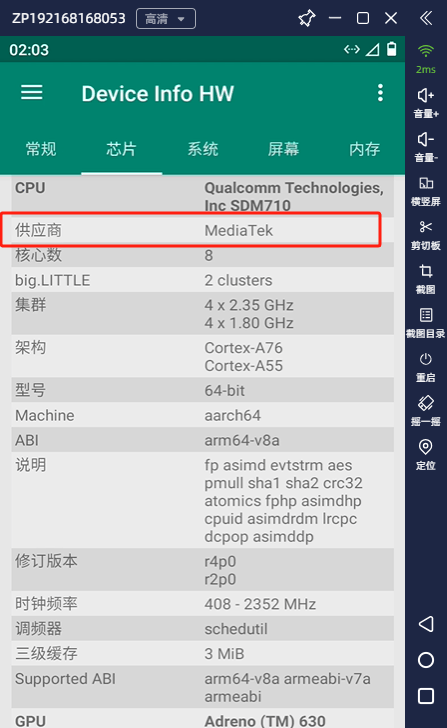 ZP192168168053 高清
2ms
02:03
Device Info HW
常规 芯片 系统 屏幕 内存
CPU Qualcomm Technologies,
Inc SDM710
供应商 MediaTek
核心数 8
big.LITTLE 2 clusters
集群 4 x 2.35 GHz
4 x 1.80 GHz
架构 Cortex-A76
Cortex-A55
型号 64-bit
Machine aarch64
ABI arm64-v8a
说明 fp asimd evtstrm aes
pmull sha1 sha2 crc32
atomics fphp asimdhp
cpuid asimdrdm lrcpc
dcpop asimddp
修订版本 r4p0
r2p0
时钟频率 408 - 2352 MHz
调频器 schedutil
三级缓存 3 MiB
Supported ABI arm64-v8a armeabi-v7a
armeabi
GPU Adreno (TM) 630
音量+
音量-
横竖屏
剪切板
截图
截图目录
重启
摇一摇
定位